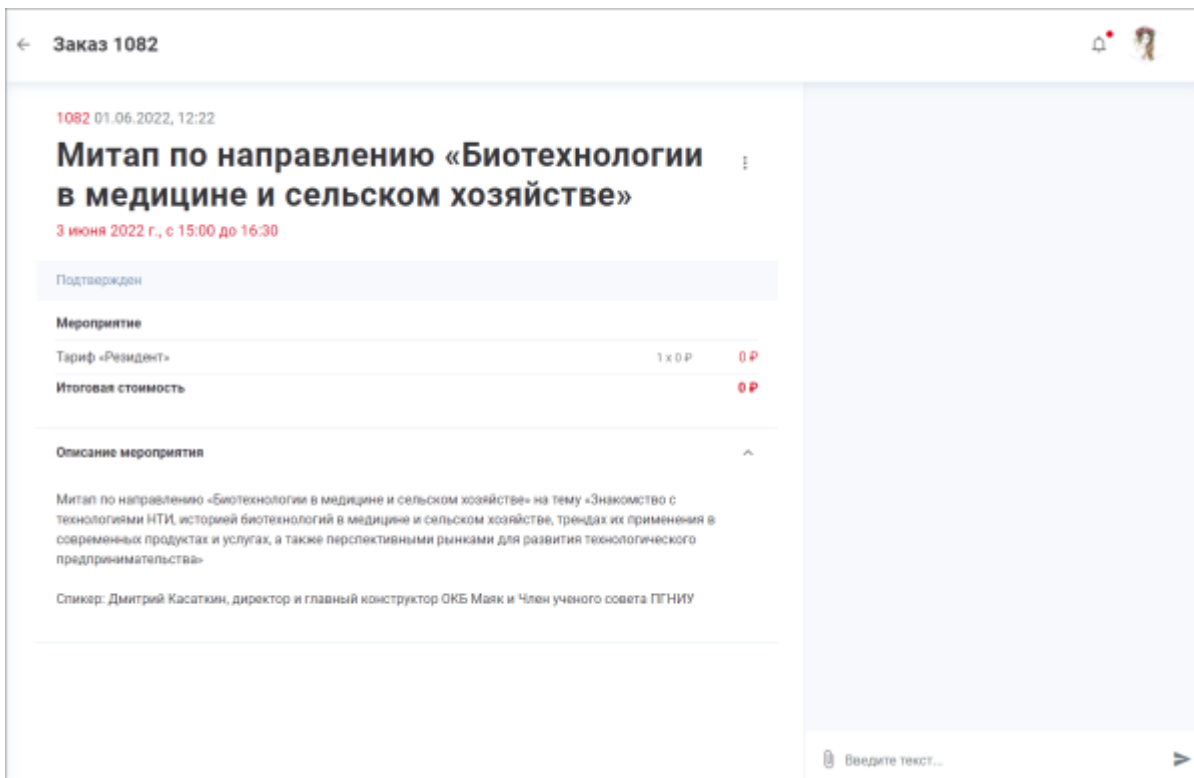 Заказ 1082
1082 01.06.2022, 12:22
Митап по направлению «Биотехнологии
в медицине и сельском хозяйстве»
3 июня 2022 г., с 15:00 до 16:30
Подтвержден
Мероприятие
Тариф «Резидент» 1 x 0 ₽ 0 ₽
Итоговая стоимость 0 ₽
Описание мероприятия
Митап по направлению «Биотехнологии в медицине и сельском хозяйстве» на тему «Знакомство с
технологиями НТИ, историей биотехнологий в медицине и сельском хозяйстве, трендах их применения в
современных продуктах и услугах, а также перспективными рынками для развития технологического
предпринимательства»
Спикер: Дмитрий Касаткин, директор и главный конструктор ОКБ Маяк и Член ученого совета ПГНИУ
Введите текст...